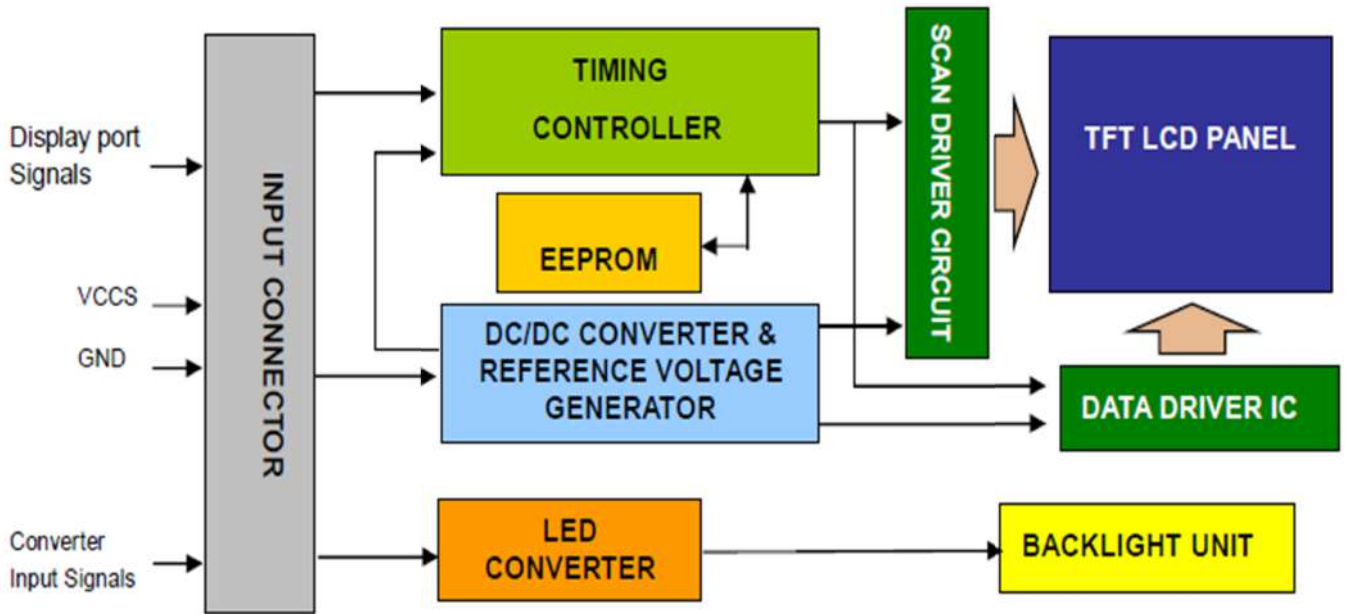 Display port
Signals
VCCS
GND
Converter
Input Signals
INPUT CONNECTOR
TIMING
CONTROLLER
EEPROM
DC/DC CONVERTER &
REFERENCE VOLTAGE
GENERATOR
LED
CONVERTER
SCAN DRIVER CIRCUIT
TFT LCD PANEL
DATA DRIVER IC
BACKLIGHT UNIT